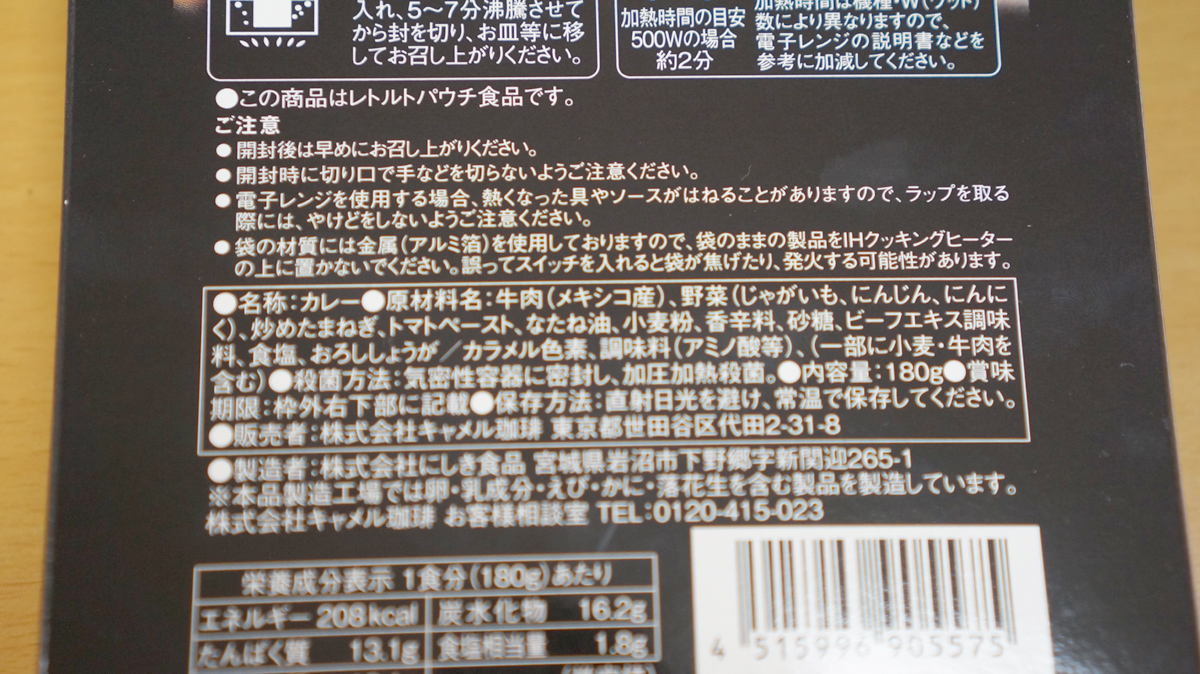 入れ、5〜7分沸騰させて
から封を切り、お皿等に移
してお召し上がりください。
加熱時間の目安
500Wの場合
約2分
加熱時間は機種・W(ワット)
数により異なりますので、
電子レンジの説明書などを
参考に加減してください。
●この商品はレトルトパウチ食品です。
ご注意
●開封後は早めにお召し上がりください。
●開封時に切り口で手などを切らないようご注意ください。
●電子レンジを使用する場合、熱くなった具やソースがはねることがありますので、ラップを取る
際には、やけどをしないようご注意ください。
●袋の材質には金属(アルミ箔)を使用しておりますので、袋のままの製品をIHクッキングヒーター
の上に置かないでください。誤ってスイッチを入れると袋が焦げたり、発火する可能性があります。
●名称:カレー●原材料名:牛肉(メキシコ産)、野菜(じゃがいも、にんじん、にんに
く)、炒めたまねぎ、トマトペースト、なたね油、小麦粉、香辛料、砂糖、ビーフエキス調味
料、食塩、おろししょうが/カラメル色素、調味料(アミノ酸等)、(一部に小麦・牛肉を
含む)●殺菌方法:気密性容器に密封し、加圧加熱殺菌。●内容量:180g●賞味
期限:枠外右下部に記載●保存方法:直射日光を避け、常温で保存してください。
●販売者:株式会社キャメル珈琲 東京都世田谷区代田2-31-8
●製造者:株式会社にしき食品 宮城県岩沼市下野郷字新関迎265-1
※本品製造工場では卵・乳成分・えび・かに・落花生を含む製品を製造しています。
株式会社キャメル珈琲 お客様相談室 TEL:0120-415-023
栄養成分表示 1食分(180g)あたり
エネルギー 208kcal 炭水化物 16.2g
たんぱく質 13.1g 食塩相当量 1.8g
4 515996 905575